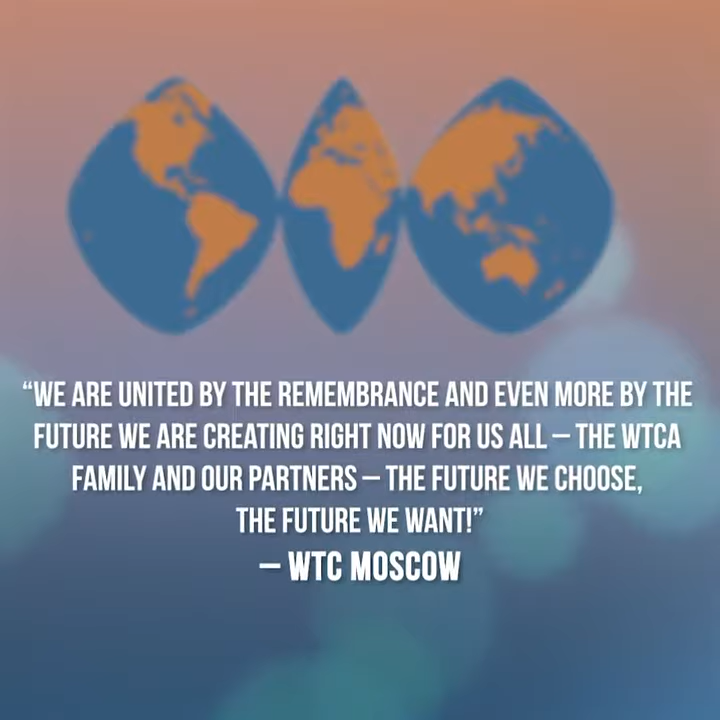 “WE ARE UNITED BY THE REMEMBRANCE AND EVEN MORE BY THE
FUTURE WE ARE CREATING RIGHT NOW FOR US ALL – THE WTCA
FAMILY AND OUR PARTNERS – THE FUTURE WE CHOOSE,
THE FUTURE WE WANT!”
– WTC MOSCOW